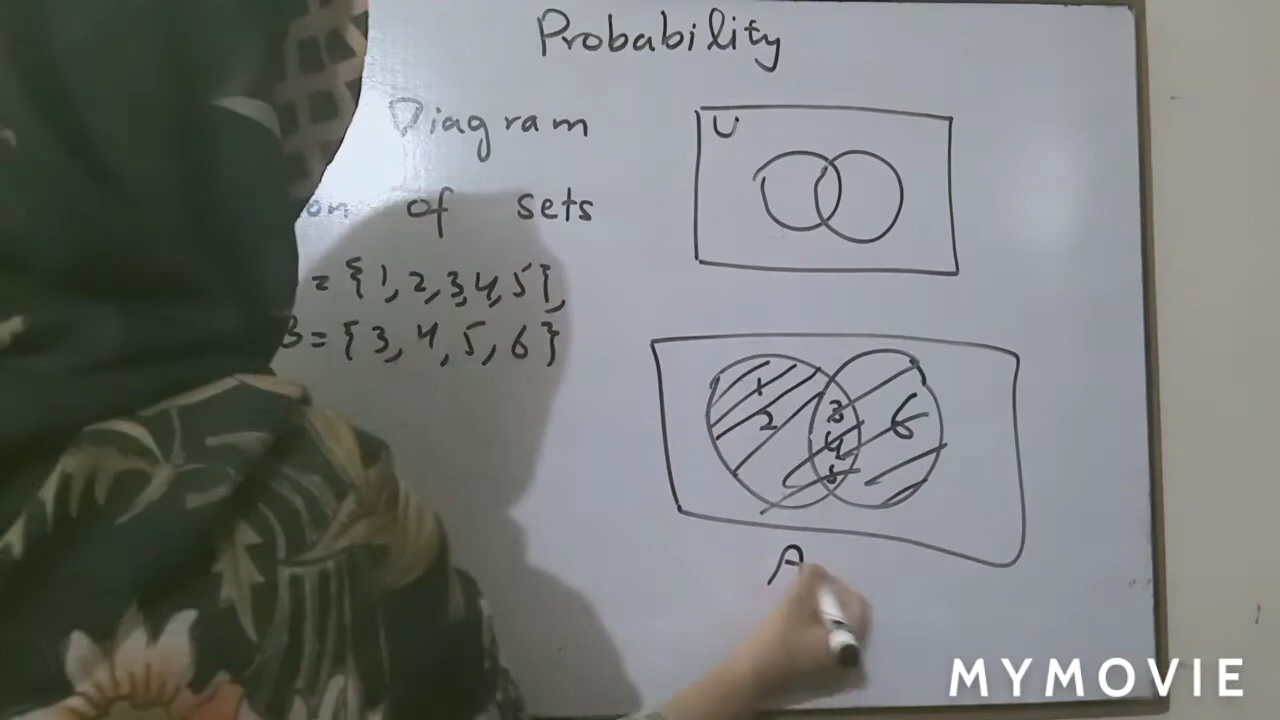 Probability
Diagram
U
of sets
= {1, 2, 3, 4, 5},
B = {3, 4, 5, 6}
1
2
3
4
5
6
A
MYMOVIE